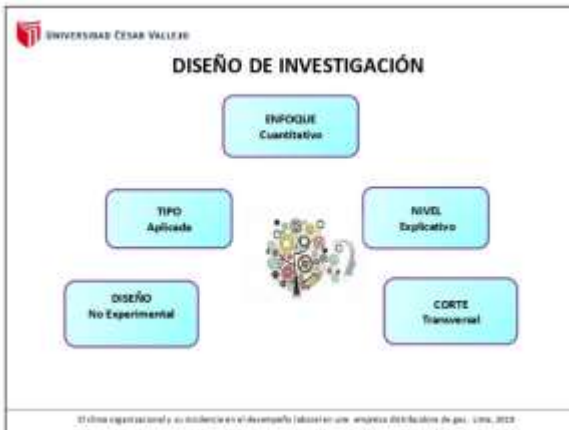 UNIVERSIDAD CÉSAR VALLEJO
DISEÑO DE INVESTIGACIÓN
ENFOQUE
Cuantitativo
TIPO
Aplicada
NIVEL
Explicativo
DISEÑO
No Experimental
CORTE
Transversal
El clima organizacional y su incidencia en el desempeño laboral en una empresa distribuidora de gas. Lima, 2018